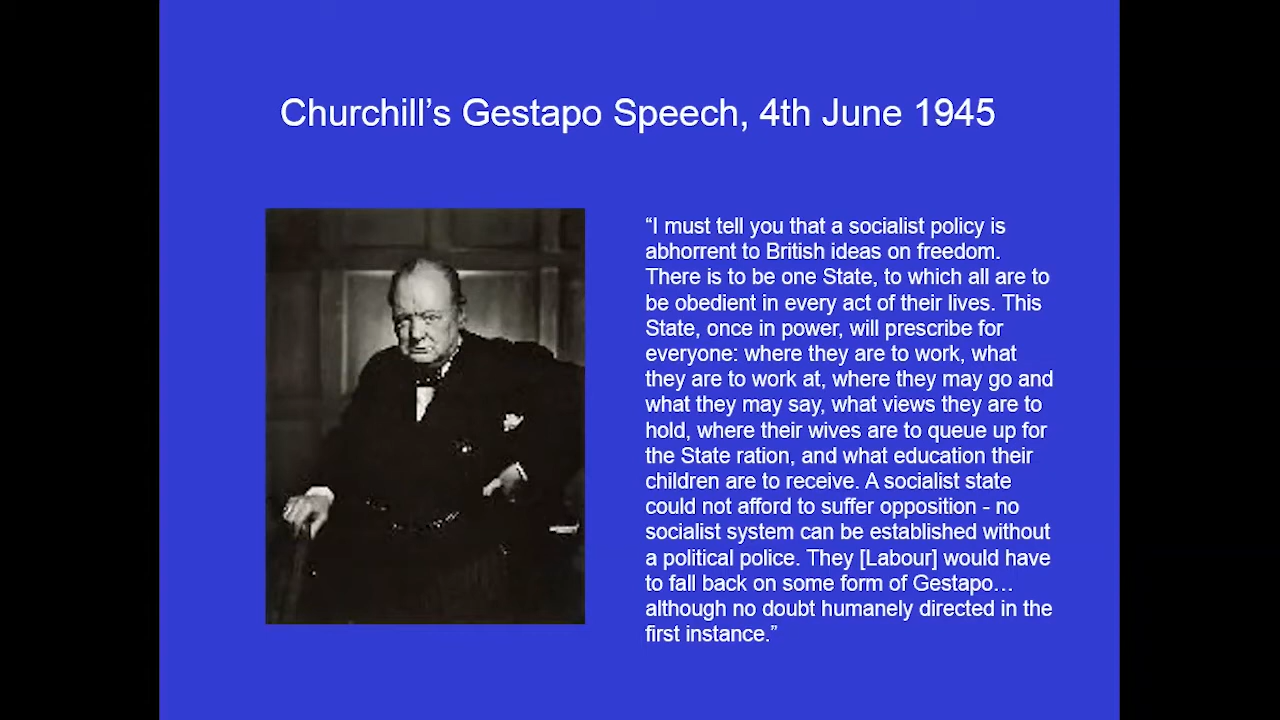 Churchill’s Gestapo Speech, 4th June 1945
“I must tell you that a socialist policy is
abhorrent to British ideas on freedom.
There is to be one State, to which all are to
be obedient in every act of their lives. This
State, once in power, will prescribe for
everyone: where they are to work, what
they are to work at, where they may go and
what they may say, what views they are to
hold, where their wives are to queue up for
the State ration, and what education their
children are to receive. A socialist state
could not afford to suffer opposition - no
socialist system can be established without
a political police. They [Labour] would have
to fall back on some form of Gestapo…
although no doubt humanely directed in the
first instance.”